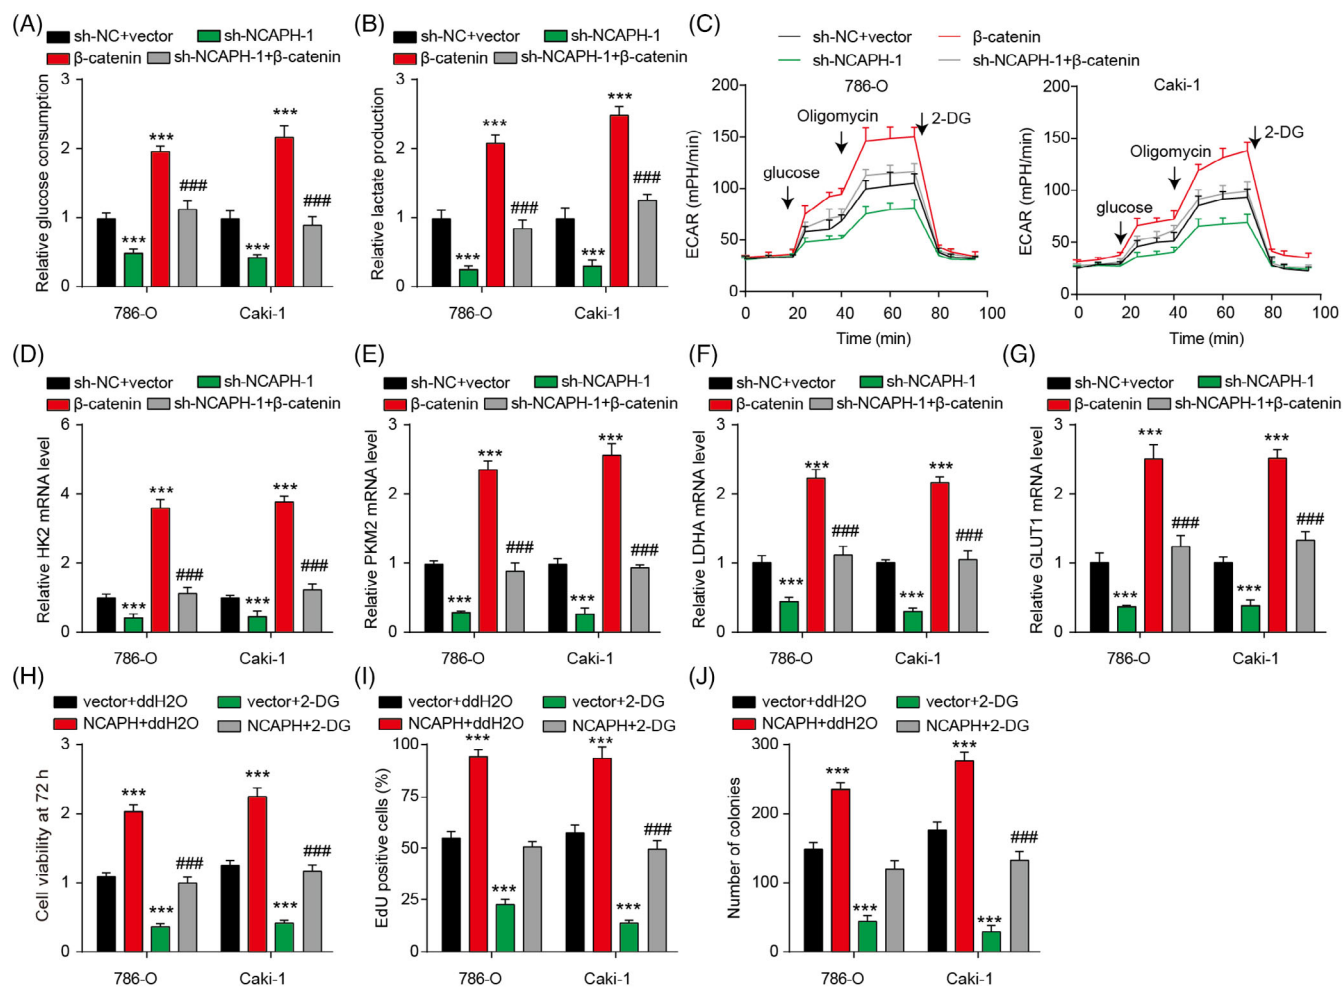 (A)
sh-NC+vector sh-NCAPH-1
β-catenin sh-NCAPH-1+β-catenin
Relative glucose consumption
3
2
1
0
***
***
###
***
***
###
786-O Caki-1
(B)
sh-NC+vector sh-NCAPH-1
β-catenin sh-NCAPH-1+β-catenin
Relative lactate production
3
2
1
0
***
***
###
***
***
###
786-O Caki-1
(C)
sh-NC+vector β-catenin
sh-NCAPH-1 sh-NCAPH-1+β-catenin
786-O
ECAR (mPH/min)
200
150
100
50
0
glucose
Oligomycin
2-DG
0 20 40 60 80 100
Time (min)
Caki-1
ECAR (mPH/min)
200
150
100
50
0
glucose
Oligomycin
2-DG
0 20 40 60 80 100
Time (min)
(D)
sh-NC+vector sh-NCAPH-1
β-catenin sh-NCAPH-1+β-catenin
Relative HK2 mRNA level
6
4
2
0
***
***
###
***
***
###
786-O Caki-1
(E)
sh-NC+vector sh-NCAPH-1
β-catenin sh-NCAPH-1+β-catenin
Relative PKM2 mRNA level
3
2
1
0
***
***
###
***
***
###
786-O Caki-1
(F)
sh-NC+vector sh-NCAPH-1
β-catenin sh-NCAPH-1+β-catenin
Relative LDHA mRNA level
3
2
1
0
***
***
###
***
***
###
786-O Caki-1
(G)
sh-NC+vector sh-NCAPH-1
β-catenin sh-NCAPH-1+β-catenin
Relative GLUT1 mRNA level
3
2
1
0
***
***
###
***
***
###
786-O Caki-1
(H)
vector+ddH2O vector+2-DG
NCAPH+ddH2O NCAPH+2-DG
Cell viability at 72 h
3
2
1
0
***
***
###
***
***
###
786-O Caki-1
(I)
vector+ddH2O vector+2-DG
NCAPH+ddH2O NCAPH+2-DG
EdU positive cells (%)
100
75
50
25
0
***
***
***
***
###
786-O Caki-1
(J)
vector+ddH2O vector+2-DG
NCAPH+ddH2O NCAPH+2-DG
Number of colonies
300
200
100
0
***
***
***
***
###
786-O Caki-1